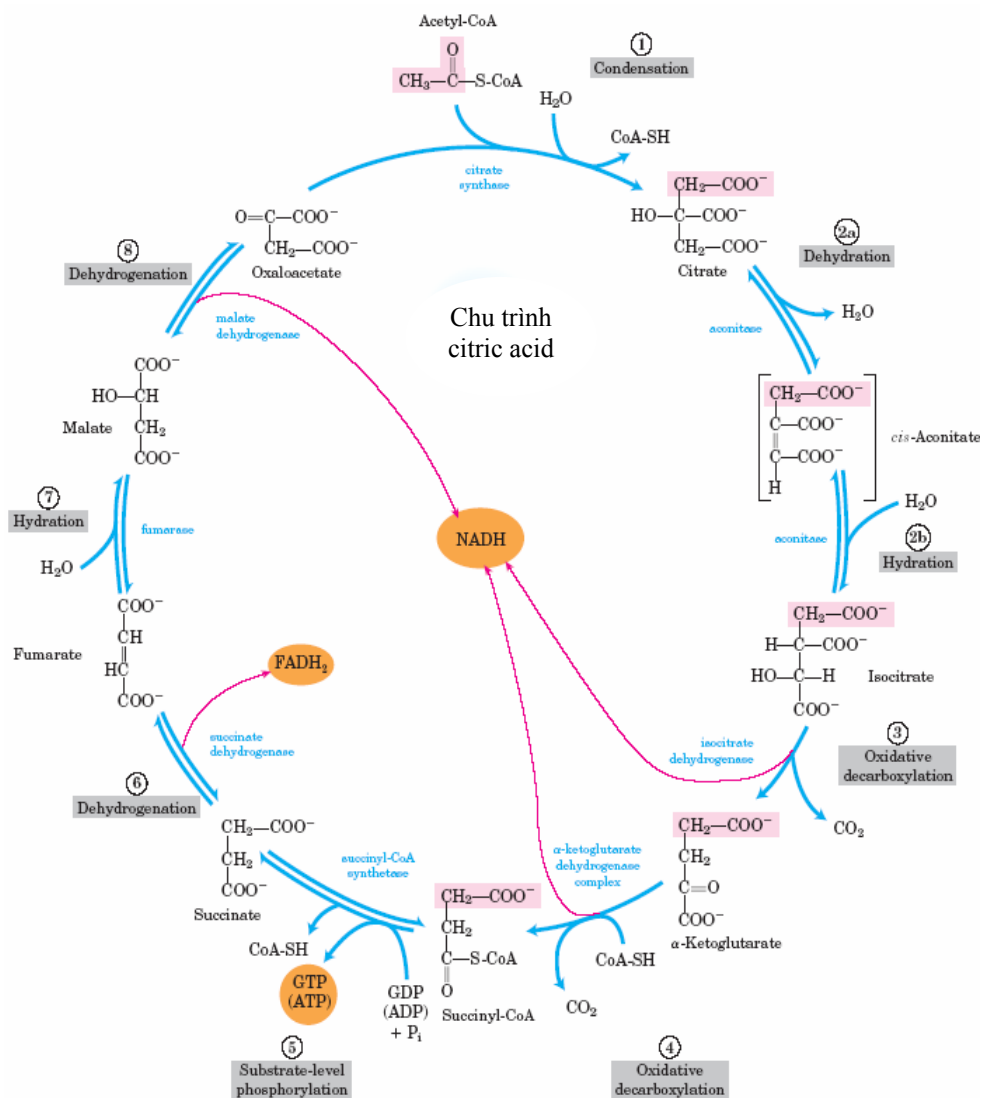 Acetyl-CoA
O
CH₃—C—S-CoA
①
Condensation
H₂O
CoA-SH
citrate
synthase
CH₂—COO⁻
HO—C—COO⁻
CH₂—COO⁻
Citrate
2a
Dehydration
H₂O
aconitase
CH₂—COO⁻
C—COO⁻
C—COO⁻
H
cis-Aconitate
H₂O
aconitase
2b
Hydration
CH₂—COO⁻
H—C—COO⁻
HO—C—H
COO⁻
Isocitrate
③
Oxidative
decarboxylation
isocitrate
dehydrogenase
CO₂
CH₂—COO⁻
CH₂
C=O
COO⁻
α-Ketoglutarate
α-ketoglutarate
dehydrogenase
complex
CoA-SH
CO₂
④
Oxidative
decarboxylation
CH₂—COO⁻
CH₂
C—S-CoA
O
Succinyl-CoA
succinyl-CoA
synthetase
GDP
(ADP)
+ Pᵢ
CoA-SH
GTP
(ATP)
⑤
Substrate-level
phosphorylation
CH₂—COO⁻
CH₂
COO⁻
Succinate
⑥
Dehydrogenation
succinate
dehydrogenase
FADH₂
COO⁻
CH
HC
COO⁻
Fumarate
H₂O
fumarase
⑦
Hydration
COO⁻
HO—CH
CH₂
COO⁻
Malate
malate
dehydrogenase
⑧
Dehydrogenation
O=C—COO⁻
CH₂—COO⁻
Oxaloacetate
Chu trình
citric acid
NADH